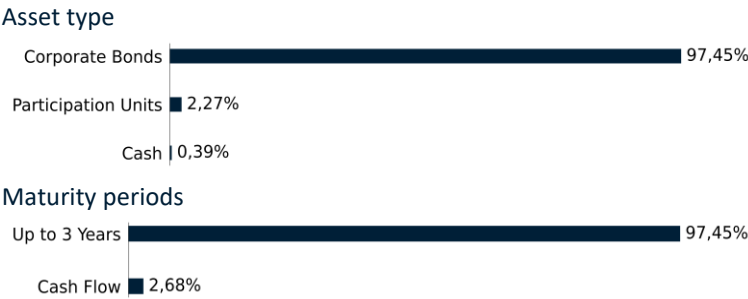 Asset type
Corporate Bonds 97,45%
Participation Units 2,27%
Cash 0,39%
Maturity periods
Up to 3 Years 97,45%
Cash Flow 2,68%